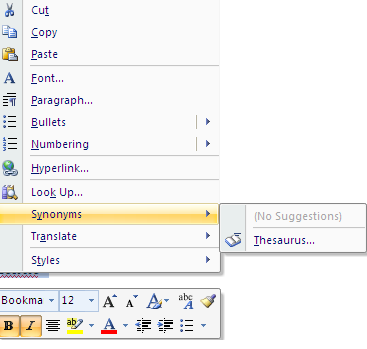 Cut
Copy
Paste
Font...
Paragraph...
Bullets
Numbering
Hyperlink...
Look Up...
Synonyms
(No Suggestions)
Translate
Thesaurus...
Styles
Bookma 12 A A A abc
B I ab A